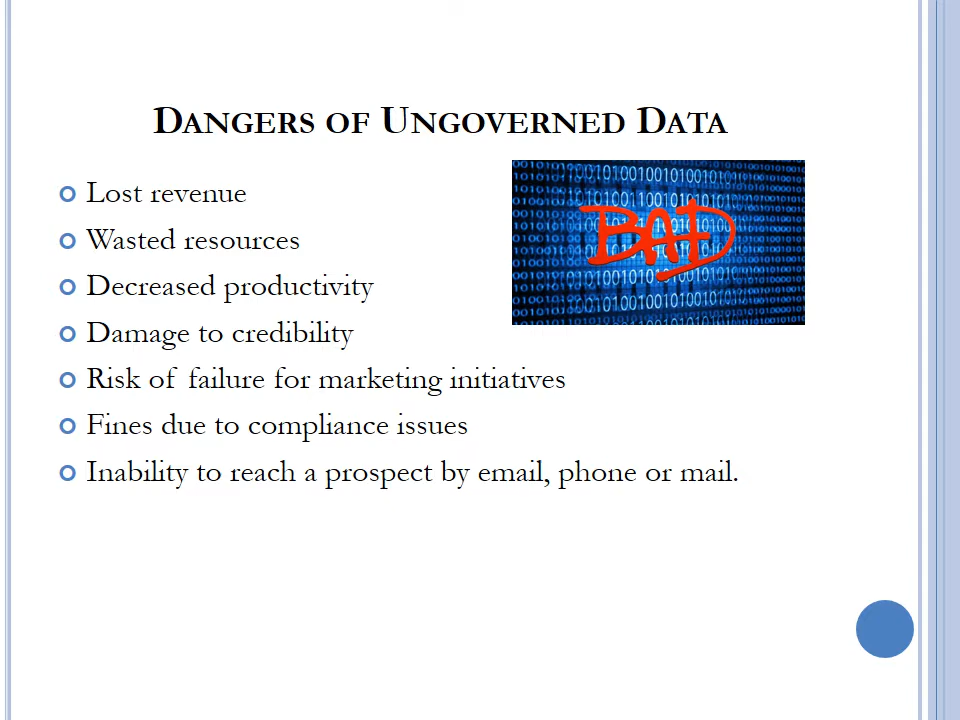 DANGERS OF UNGOVERNED DATA
Lost revenue
Wasted resources
Decreased productivity
Damage to credibility
Risk of failure for marketing initiatives
Fines due to compliance issues
Inability to reach a prospect by email, phone or mail.
BAD